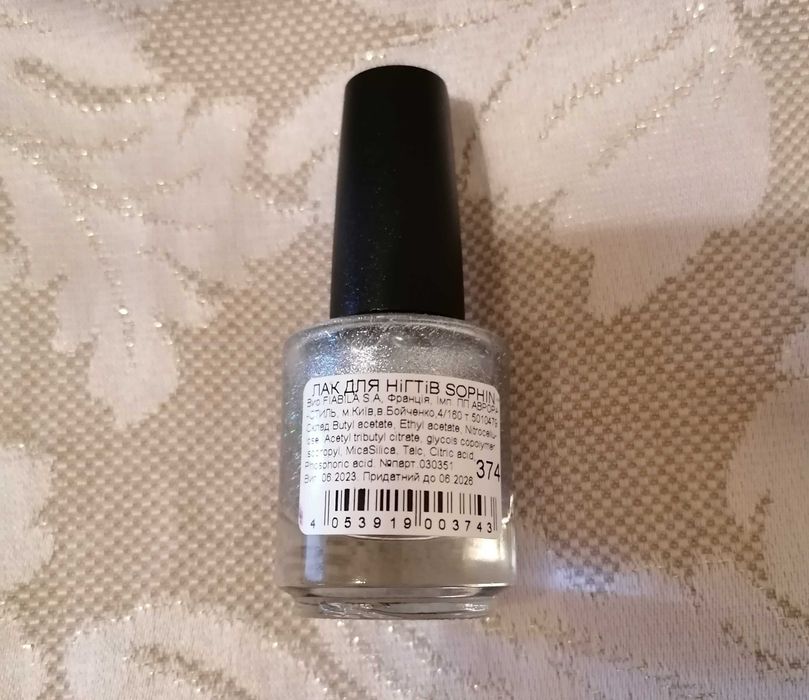 ЛАК ДЛЯ НіГТіВ SOPHIN
Вир FIABILA S.A, Франція, Імп. ПП АВРОРА
СТИЛЬ, м.Київ,в.Бойченко,4/160 т 5010479
Склад Butyl acetate, Ethyl acetate, Nitrocellu-
lose, Acetyl tributyl citrate, glycols copolymer
isopropyl, MicaSilica. Talc, Citric acid,
Phosphoric acid. №парт.030351
374
Виг. 06.2023. Придатний до 06 2026
4 053919 003743